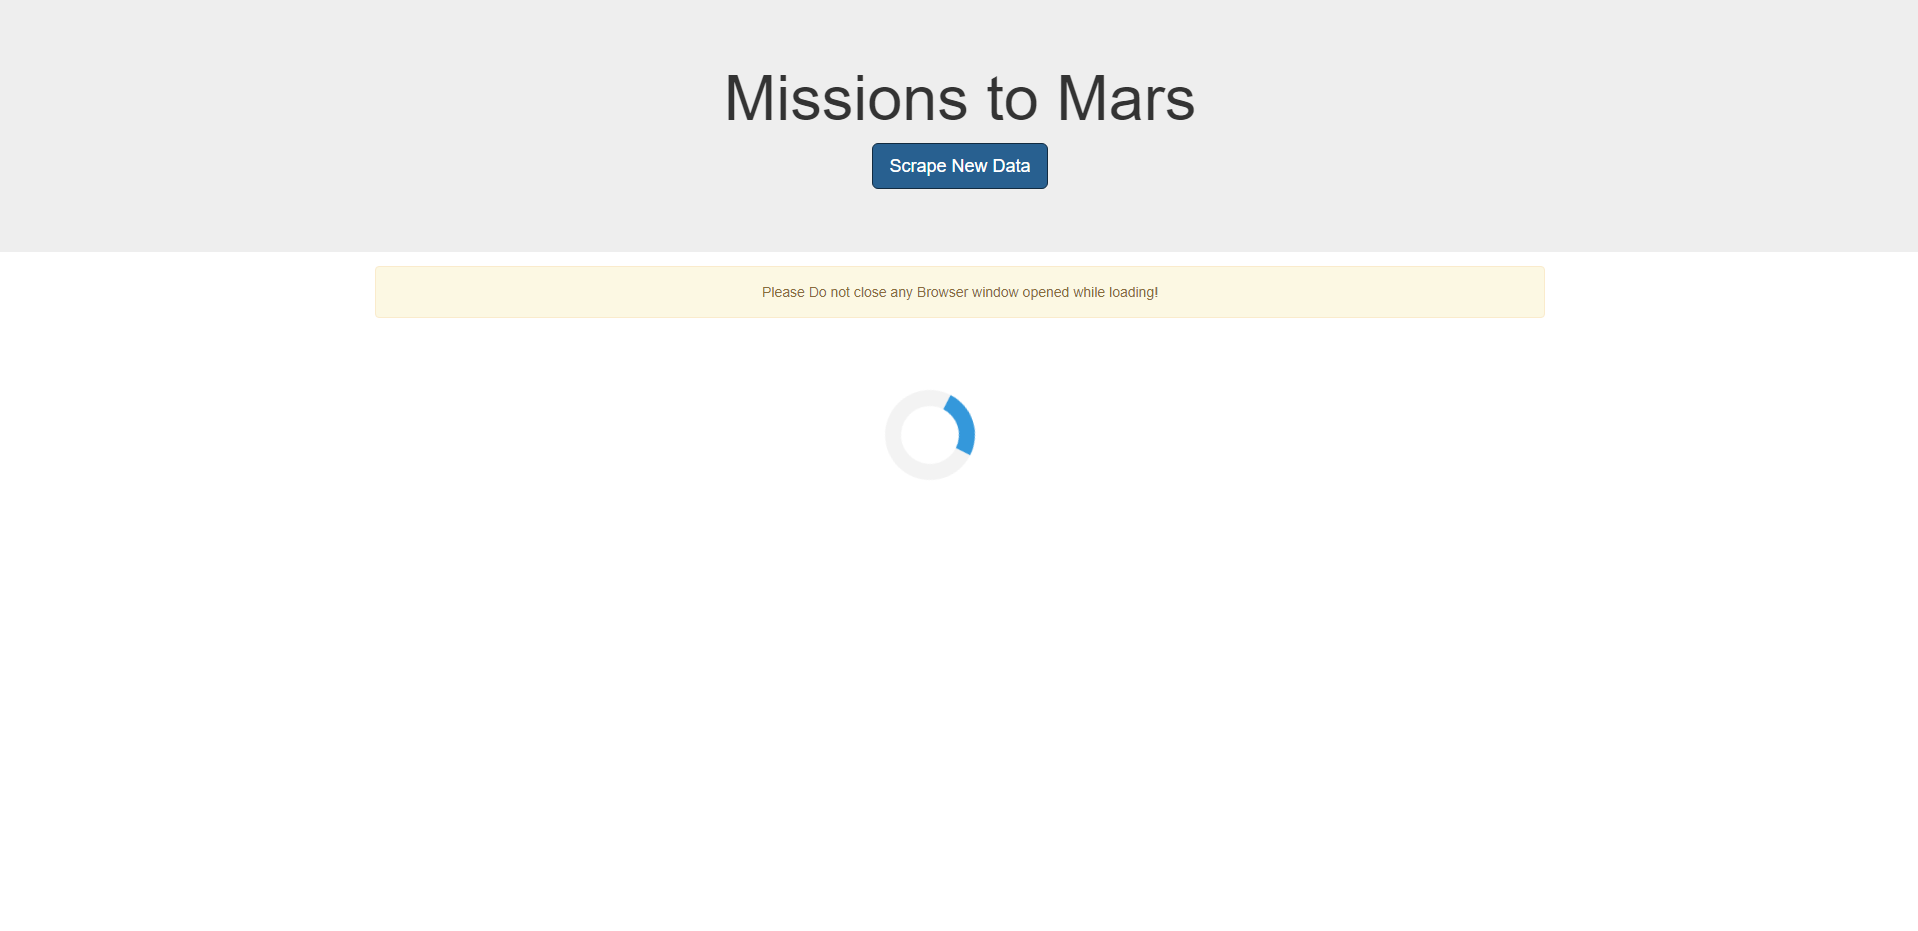 Missions to Mars
Scrape New Data
Please Do not close any Browser window opened while loading!